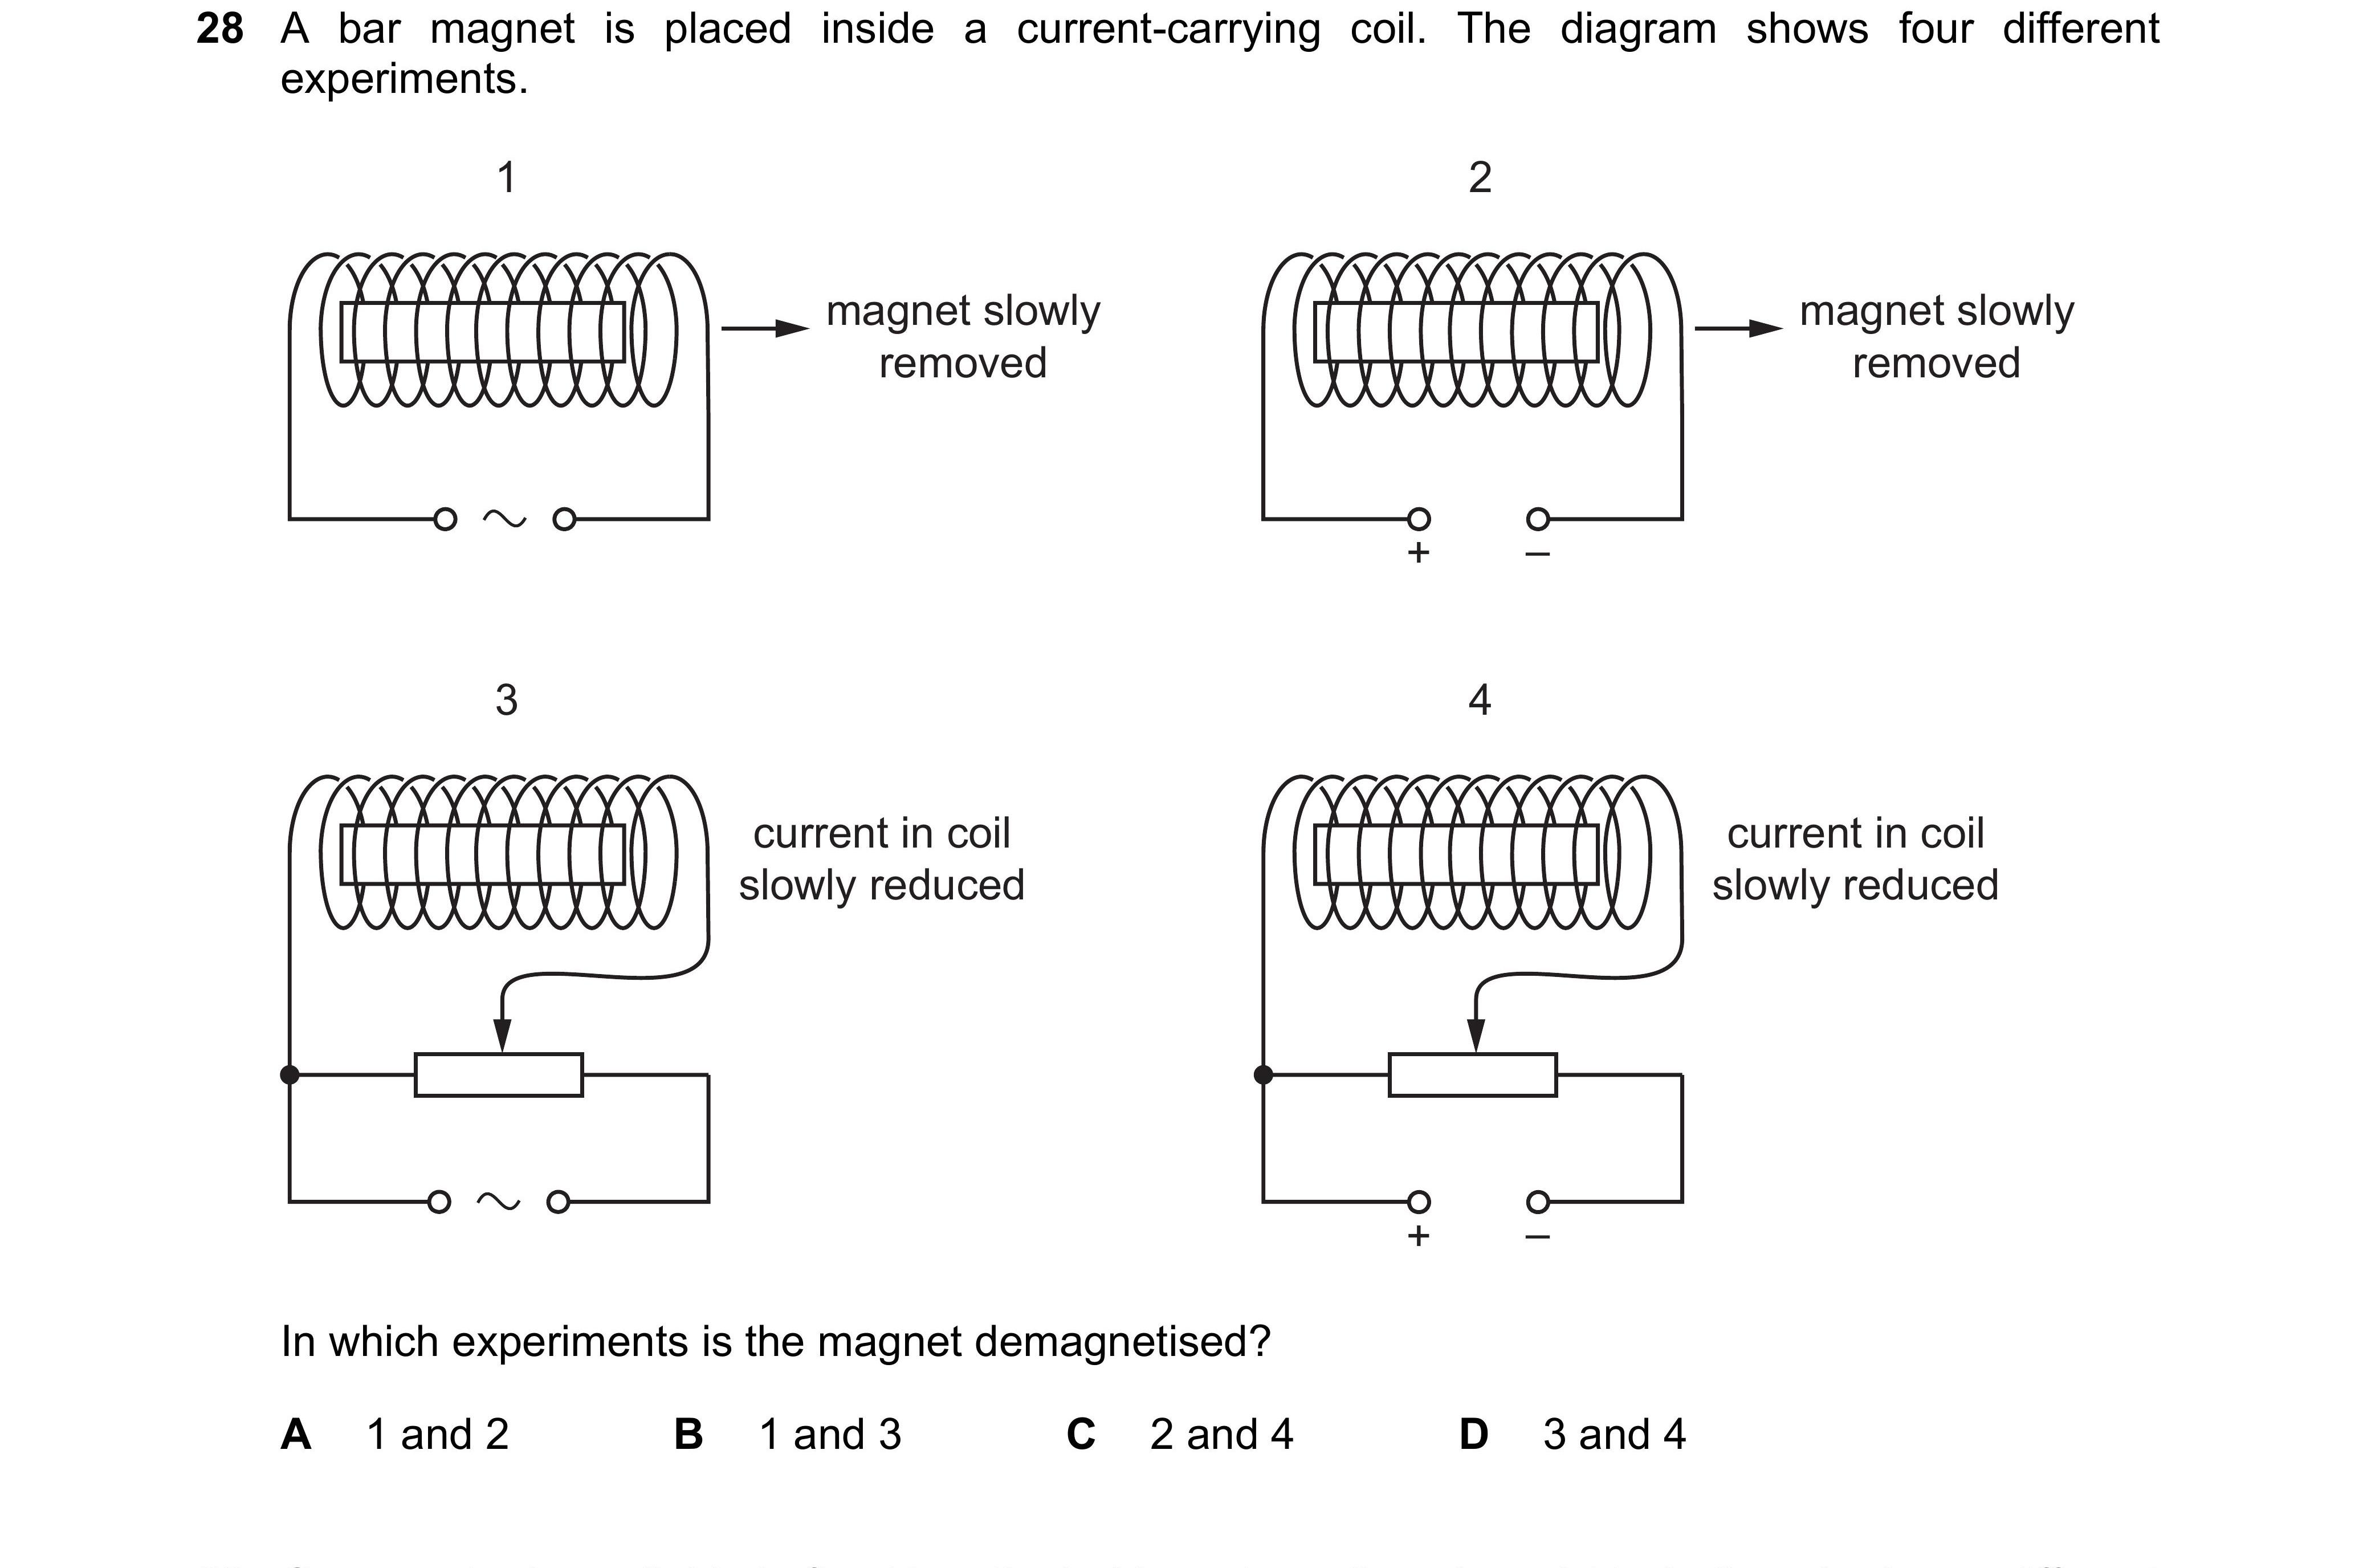 28 A bar magnet is placed inside a current-carrying coil. The diagram shows four different
experiments.
1
2
magnet slowly
removed
magnet slowly
removed
+ –
3
4
current in coil
slowly reduced
current in coil
slowly reduced
+ –
In which experiments is the magnet demagnetised?
A 1 and 2 B 1 and 3 C 2 and 4 D 3 and 4